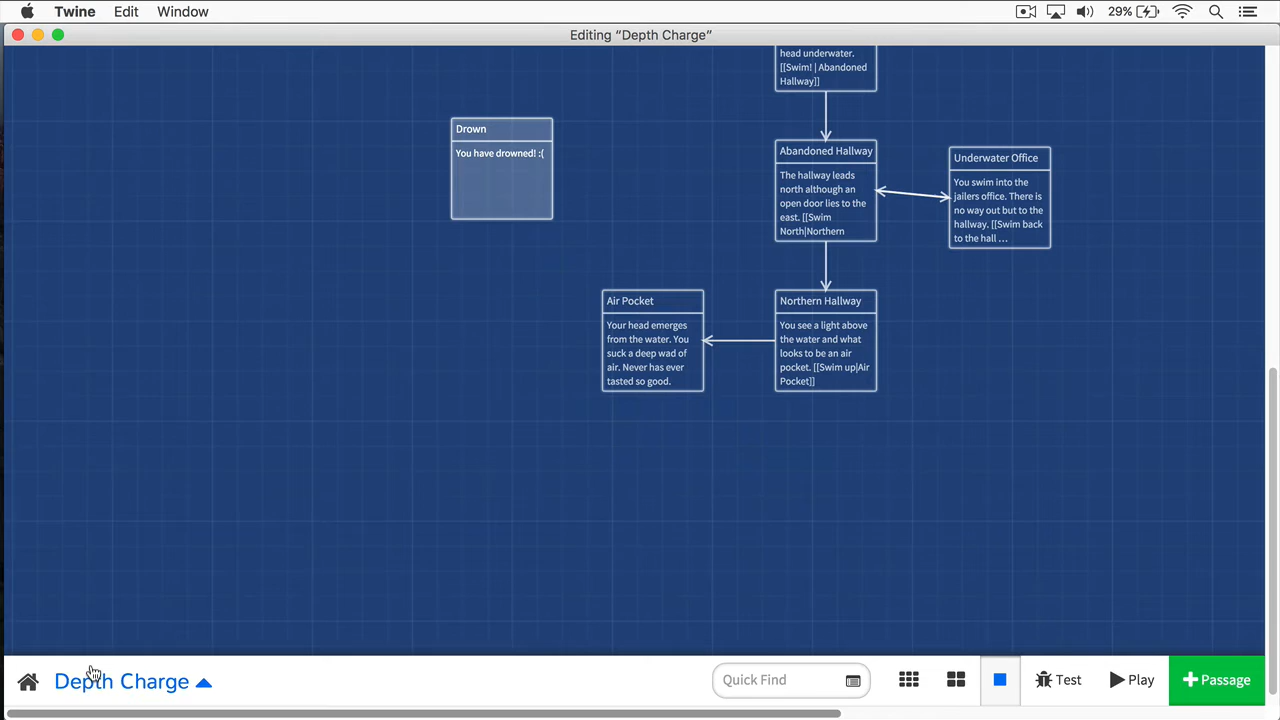 Twine Edit Window 29%
Editing “Depth Charge”
head underwater.
[[Swim! | Abandoned
Hallway]]
Drown
You have drowned! :(
Abandoned Hallway
The hallway leads
north although an
open door lies to the
east. [[Swim
North|Northern
Underwater Office
You swim into the
jailers office. There is
no way out but to the
hallway. [[Swim back
to the hall …
Air Pocket
Your head emerges
from the water. You
suck a deep wad of
air. Never has ever
tasted so good.
Northern Hallway
You see a light above
the water and what
looks to be an air
pocket. [[Swim up|Air
Pocket]]
Depth Charge
Quick Find
Test
Play
+Passage